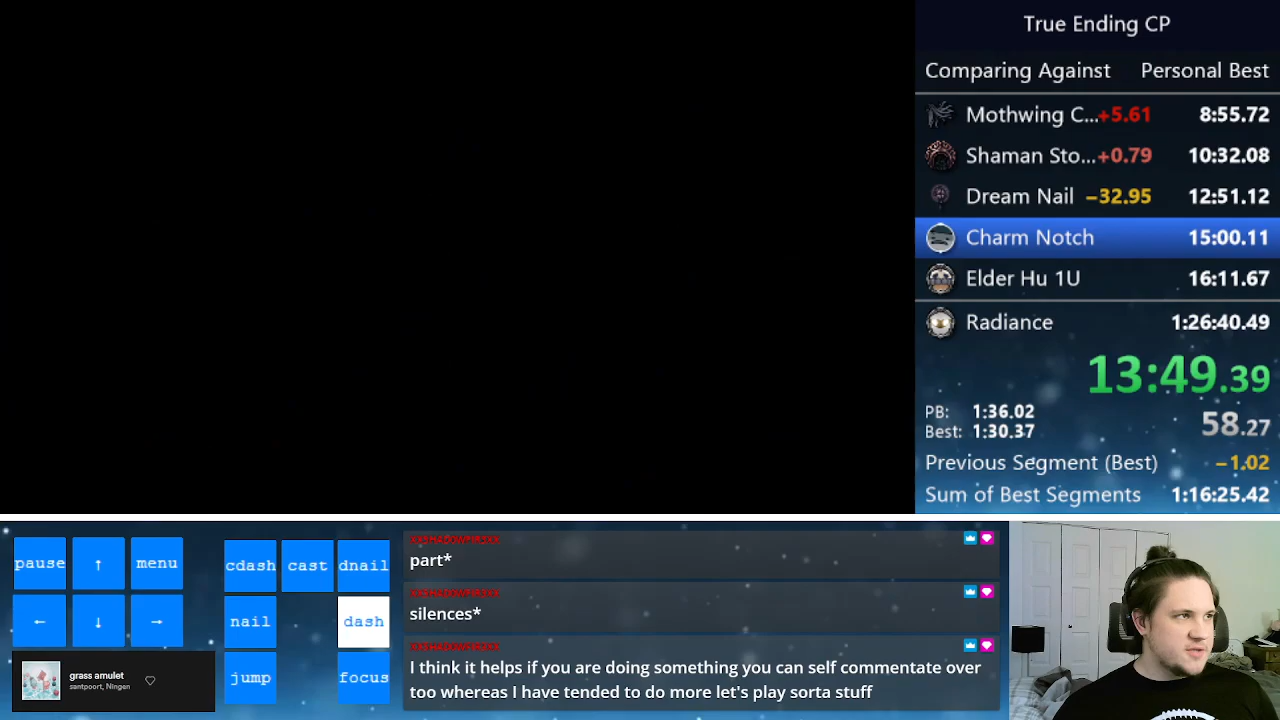 True Ending CP
Comparing Against Personal Best
Mothwing C... +5.61 8:55.72
Shaman Sto... +0.79 10:32.08
Dream Nail −32.95 12:51.12
Charm Notch 15:00.11
Elder Hu 1U 16:11.67
Radiance 1:26:40.49
13:49.39
PB: 1:36.02
Best: 1:30.37
58.27
Previous Segment (Best) −1.02
Sum of Best Segments 1:16:25.42
pause ↑ menu
← ↓ →
cdash cast dnail
nail dash
jump focus
grass amulet
santpoort, Ningen
part*
silences*
I think it helps if you are doing something you can self commentate over
too whereas I have tended to do more let's play sorta stuff